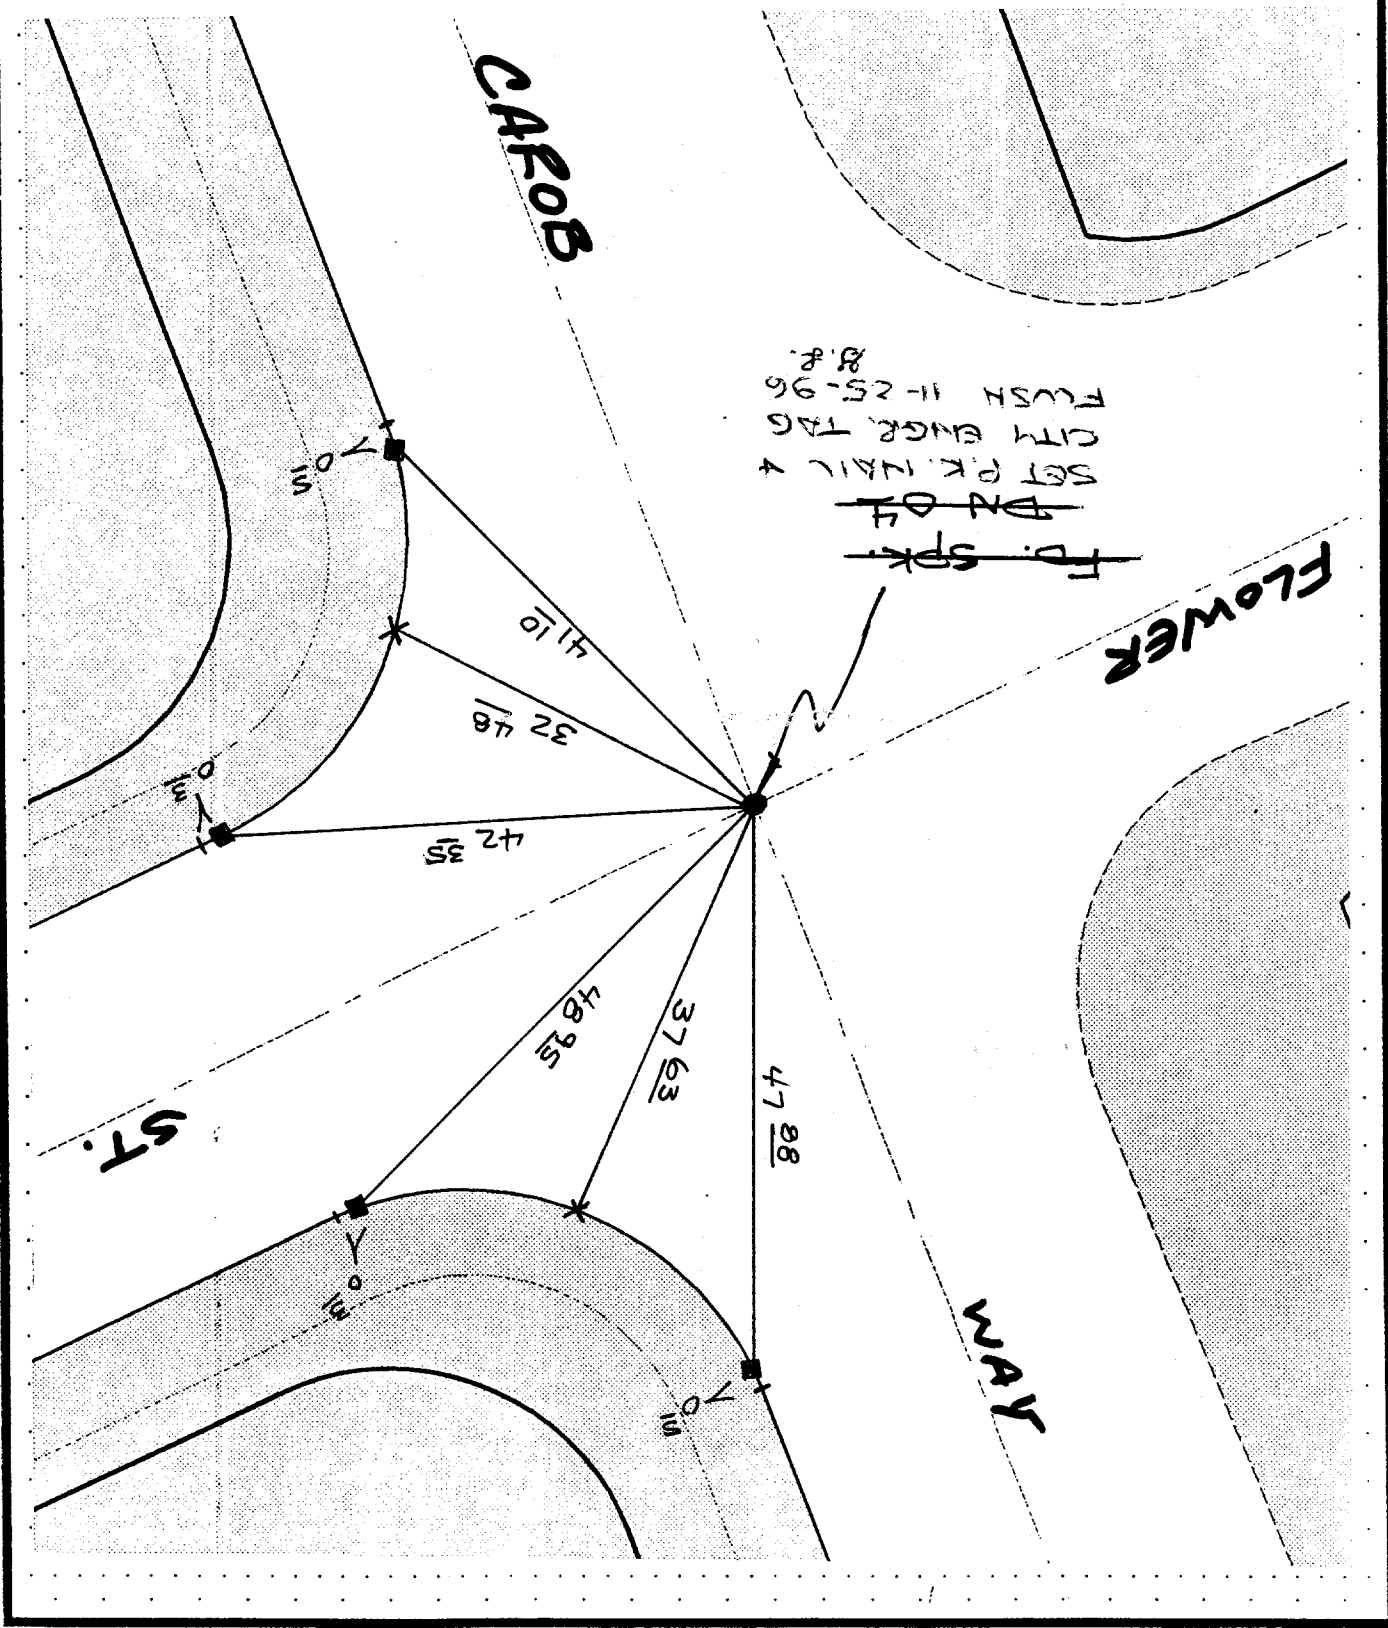 CAROB
WAY
FLOWER
ST.
FD. SPK.
DN 0.4
SET P.K. NAIL &
CITY ENGR. TAG
FLUSH 11-25-96
41 10
32 48
42 35
48 95
37 63
47 88
0 5
0 3
0 3
0 5